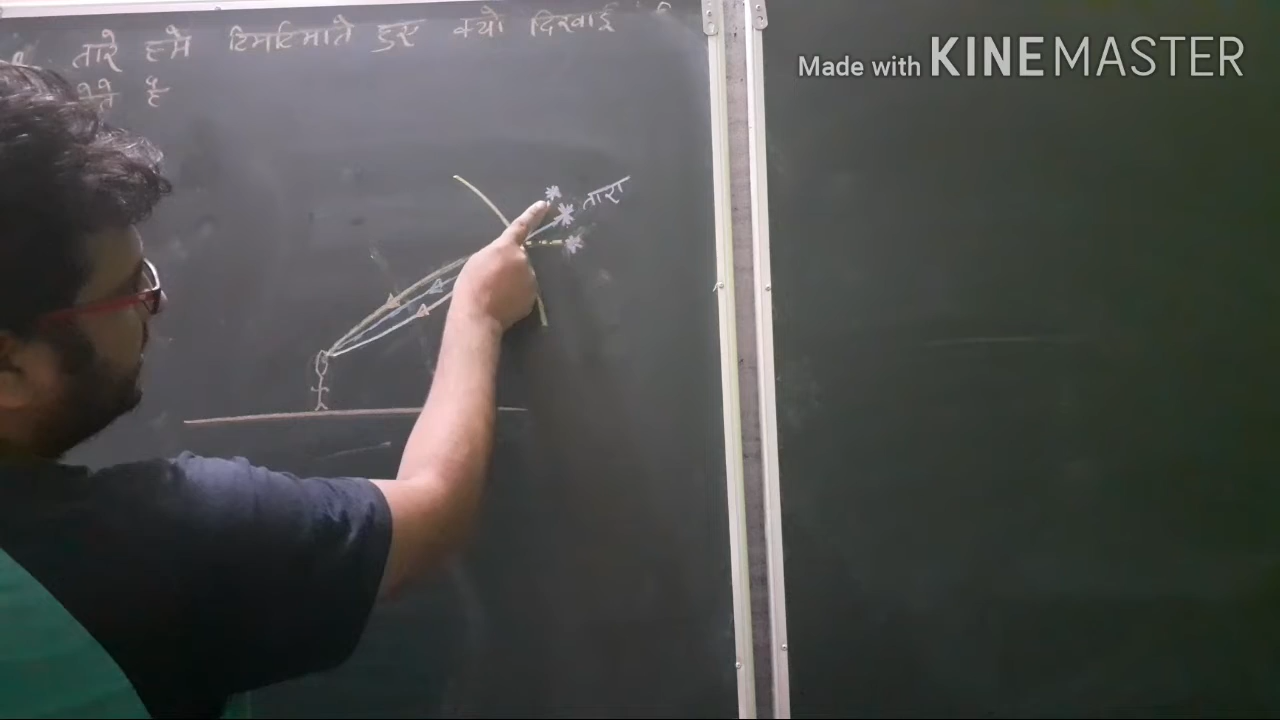 तारे हमे टिमटिमाते हुए क्यो दिखाई
है
तारा
Made with KINEMASTER